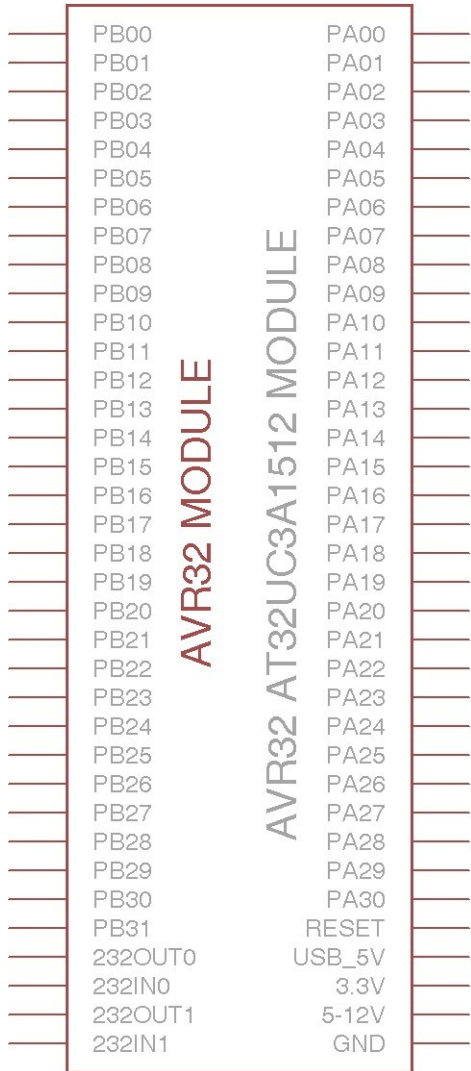 PB00 PA00
PB01 PA01
PB02 PA02
PB03 PA03
PB04 PA04
PB05 PA05
PB06 PA06
PB07 PA07
PB08 PA08
PB09 PA09
PB10 PA10
PB11 PA11
PB12 PA12
PB13 PA13
PB14 PA14
PB15 PA15
PB16 PA16
PB17 PA17
PB18 PA18
PB19 PA19
PB20 PA20
PB21 PA21
PB22 PA22
PB23 PA23
PB24 PA24
PB25 PA25
PB26 PA26
PB27 PA27
PB28 PA28
PB29 PA29
PB30 PA30
PB31 RESET
232OUT0 USB_5V
232IN0 3.3V
232OUT1 5-12V
232IN1 GND
AVR32 MODULE
AVR32 AT32UC3A1512 MODULE